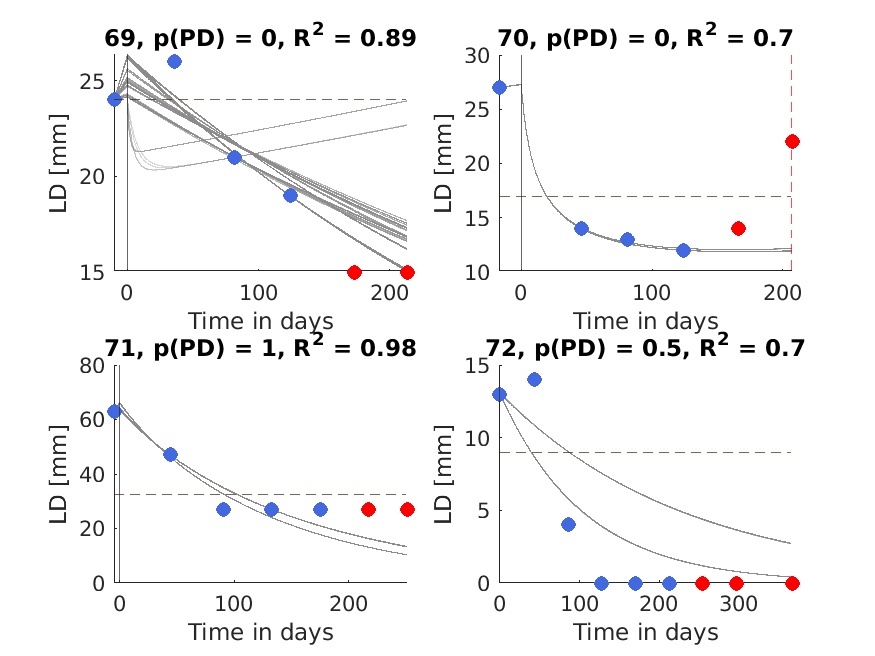 69, p(PD) = 0, R² = 0.89
25
20
15
LD [mm]
0
100
200
Time in days
70, p(PD) = 0, R² = 0.7
30
25
20
15
10
LD [mm]
0
100
200
Time in days
71, p(PD) = 1, R² = 0.98
80
60
40
20
0
LD [mm]
0
100
200
Time in days
72, p(PD) = 0.5, R² = 0.7
15
10
5
0
LD [mm]
0
100
200
300
Time in days